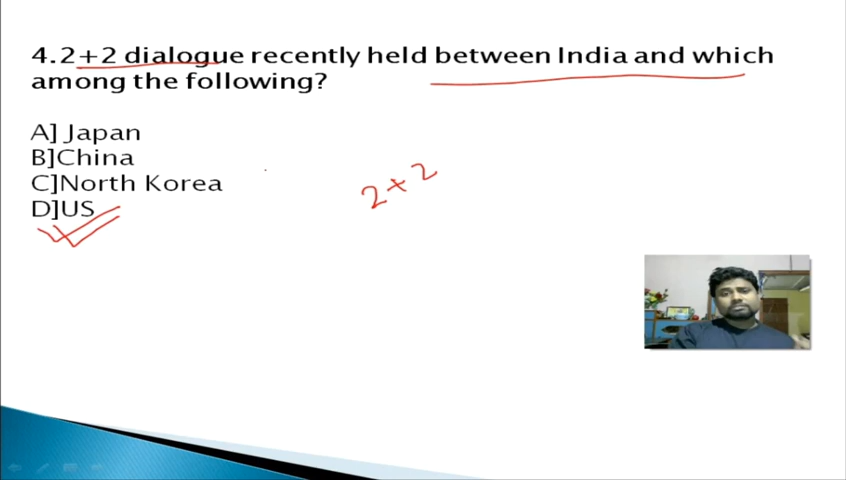 4.2+2 dialogue recently held between India and which
among the following?
A] Japan
B]China
C]North Korea
D]US
2+2